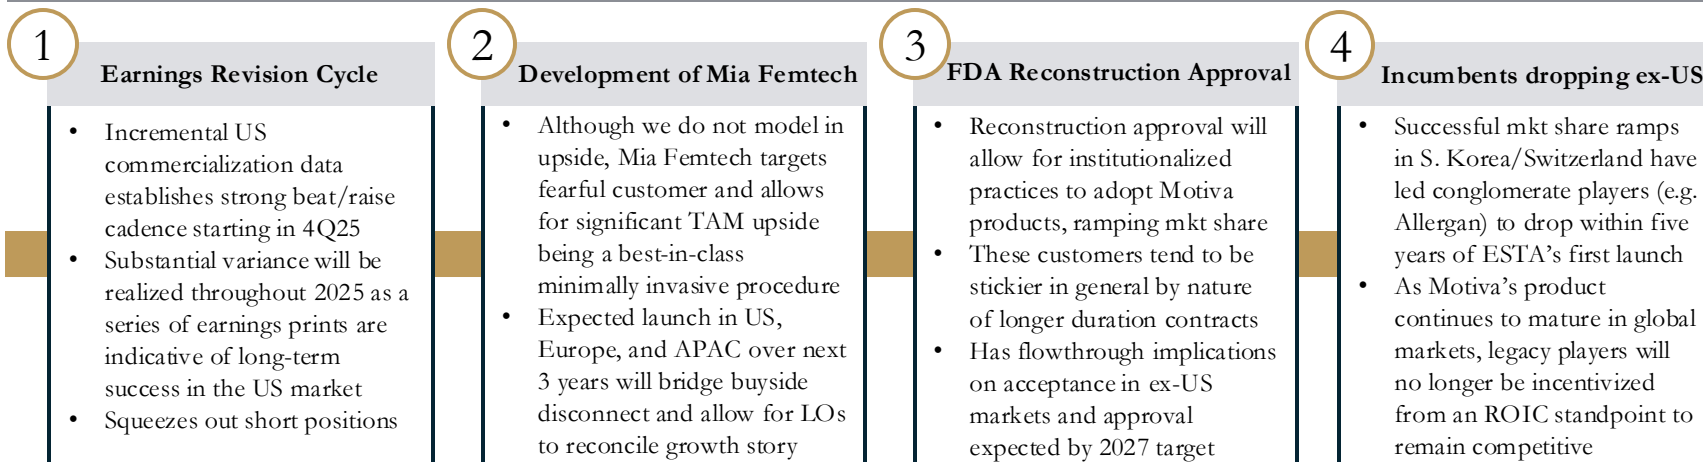 1
Earnings Revision Cycle
• Incremental US
commercialization data
establishes strong beat/raise
cadence starting in 4Q25
• Substantial variance will be
realized throughout 2025 as a
series of earnings prints are
indicative of long-term
success in the US market
• Squeezes out short positions
2
Development of Mia Femtech
• Although we do not model in
upside, Mia Femtech targets
fearful customer and allows
for significant TAM upside
being a best-in-class
minimally invasive procedure
• Expected launch in US,
Europe, and APAC over next
3 years will bridge buyside
disconnect and allow for LOs
to reconcile growth story
3
FDA Reconstruction Approval
• Reconstruction approval will
allow for institutionalized
practices to adopt Motiva
products, ramping mkt share
• These customers tend to be
stickier in general by nature
of longer duration contracts
• Has flowthrough implications
on acceptance in ex-US
markets and approval
expected by 2027 target
4
Incumbents dropping ex-US
• Successful mkt share ramps
in S. Korea/Switzerland have
led conglomerate players (e.g.
Allergan) to drop within five
years of ESTA’s first launch
• As Motiva’s product
continues to mature in global
markets, legacy players will
no longer be incentivized
from an ROIC standpoint to
remain competitive